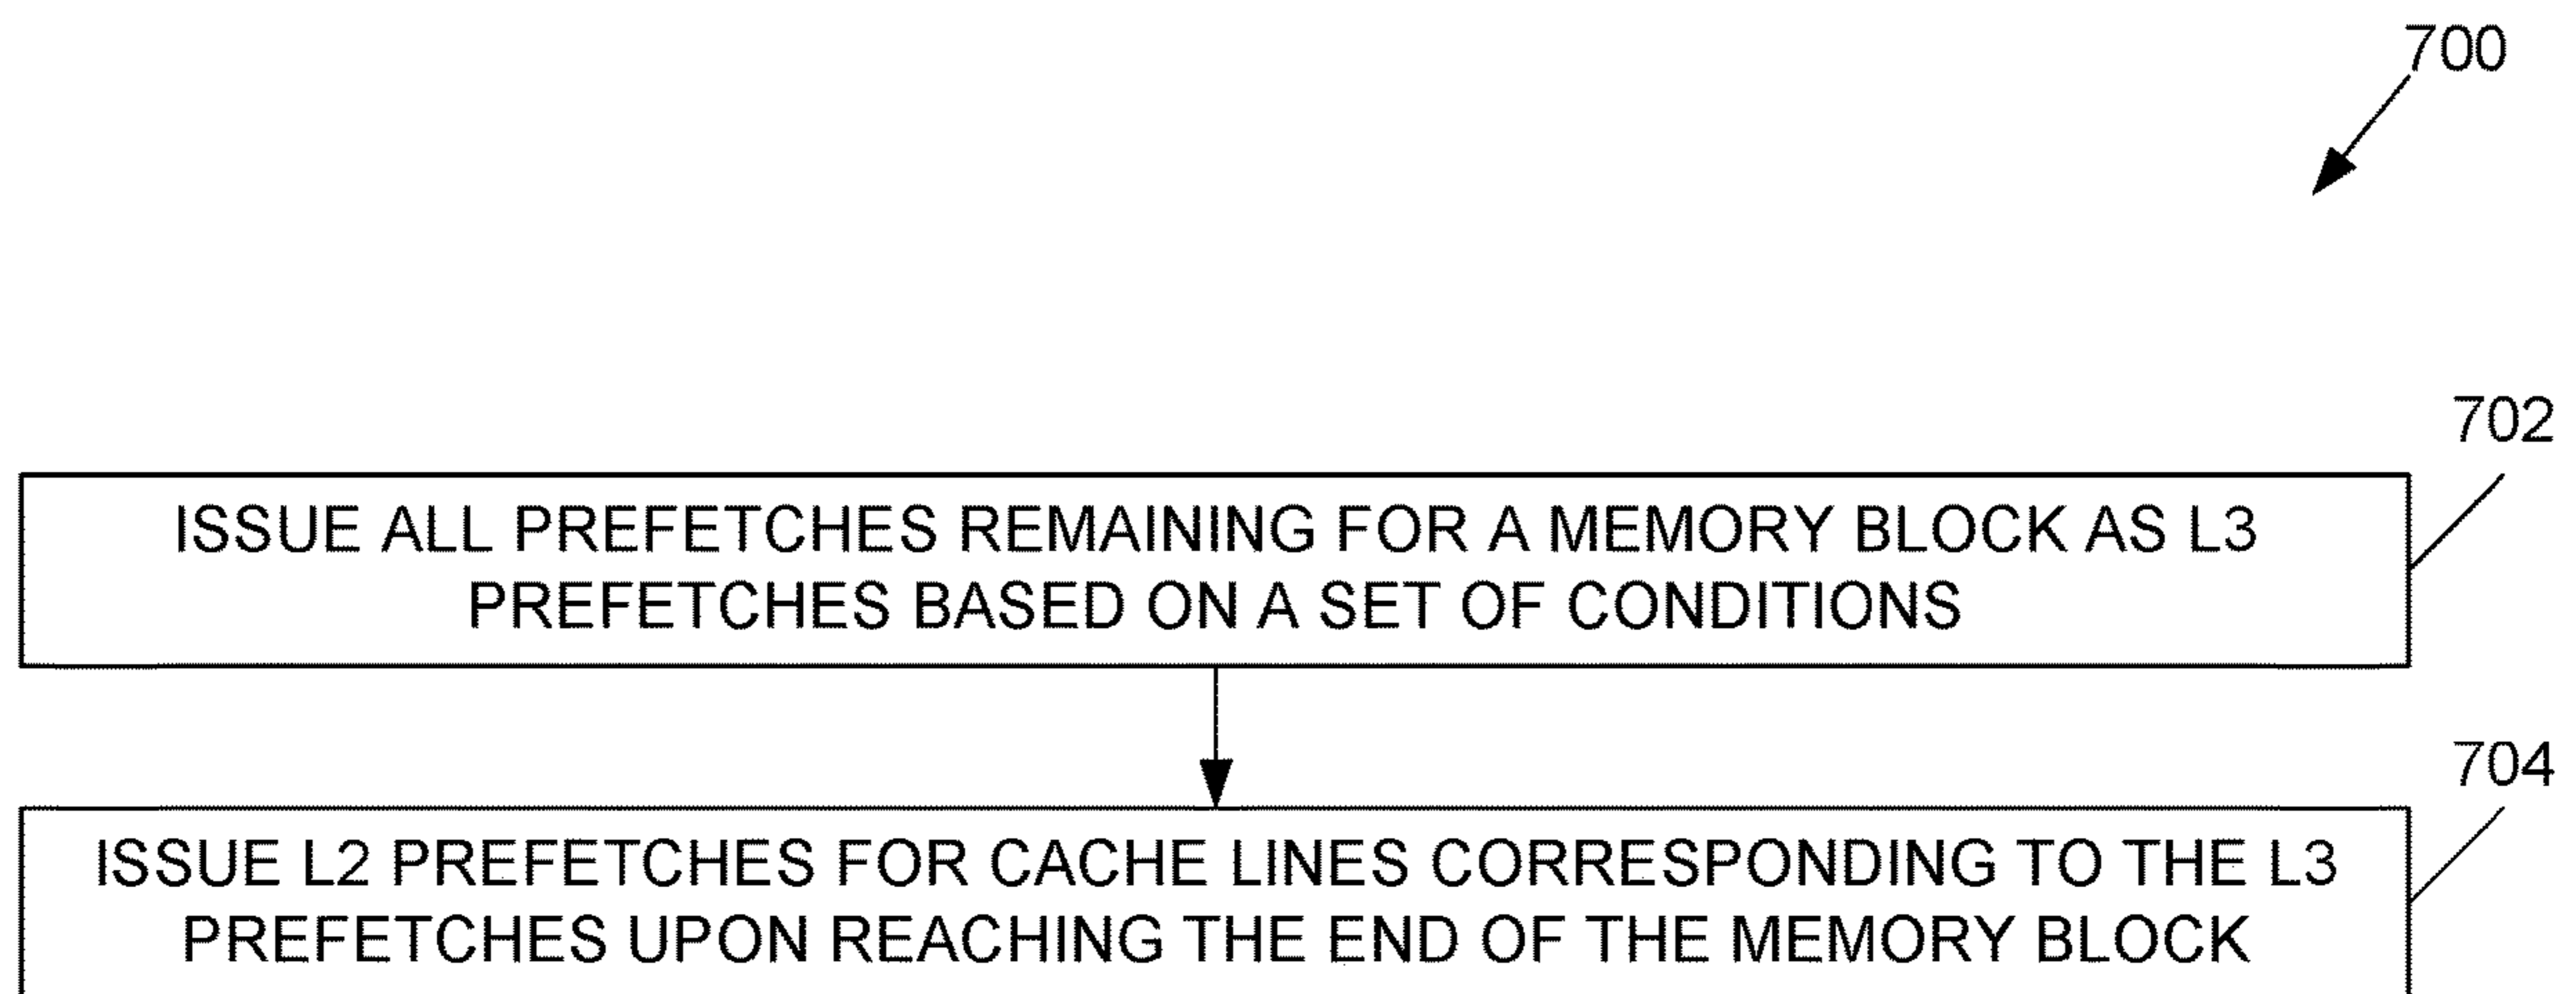 700
702
ISSUE ALL PREFETCHES REMAINING FOR A MEMORY BLOCK AS L3
PREFETCHES BASED ON A SET OF CONDITIONS
704
ISSUE L2 PREFETCHES FOR CACHE LINES CORRESPONDING TO THE L3
PREFETCHES UPON REACHING THE END OF THE MEMORY BLOCK